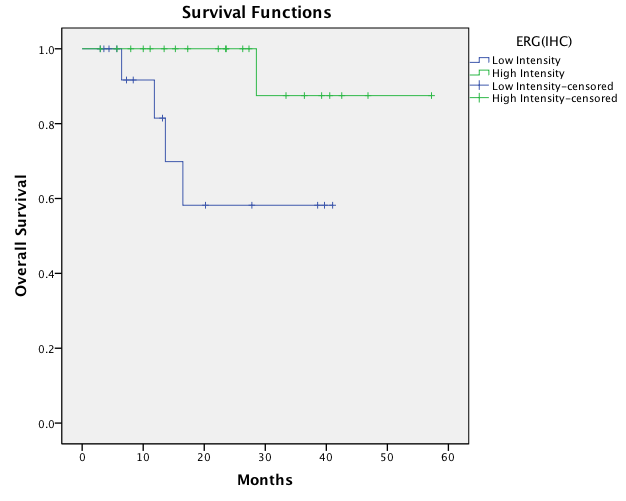 Survival Functions
ERG(IHC)
Low Intensity
High Intensity
Low Intensity-censored
High Intensity-censored
Overall Survival
1.0
0.8
0.6
0.4
0.2
0.0
0 10 20 30 40 50 60
Months